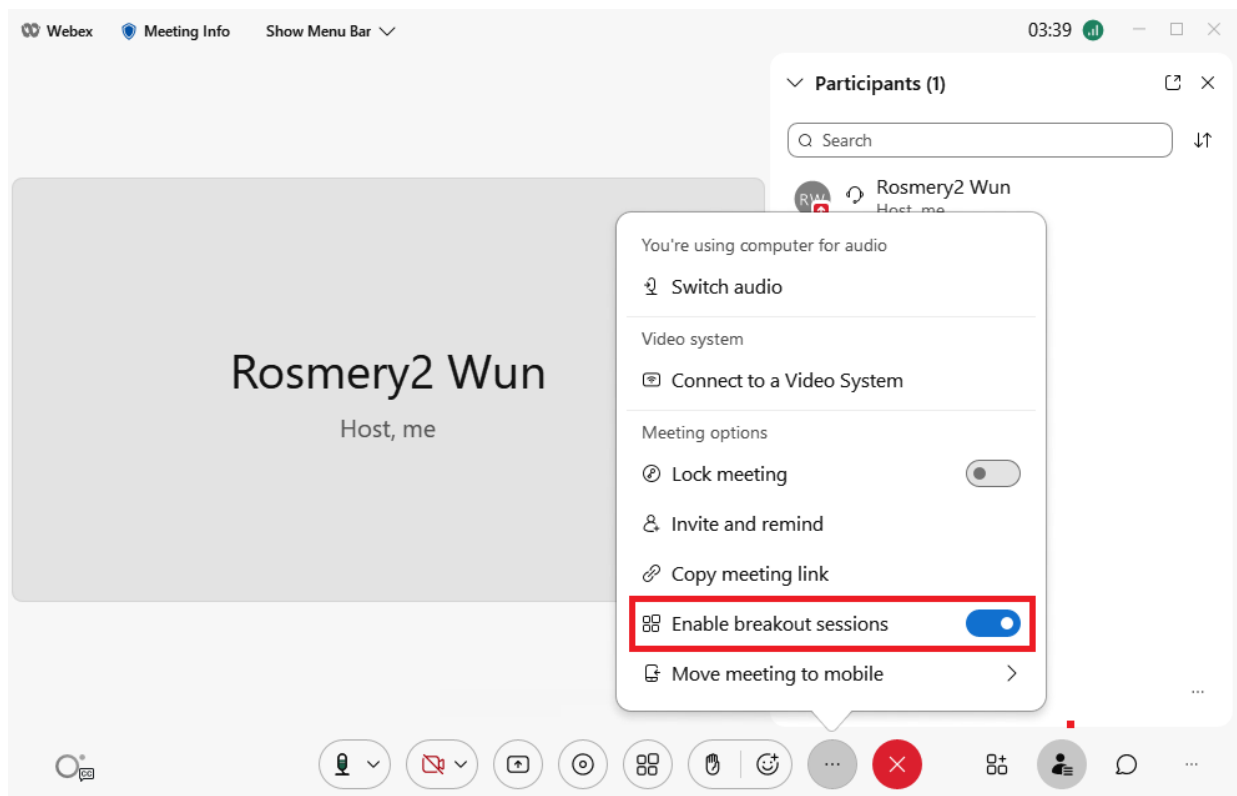 Webex Meeting Info Show Menu Bar 03:39
Participants (1)
Search
RW Rosmery2 Wun
Host, me
You're using computer for audio
Switch audio
Video system
Connect to a Video System
Meeting options
Lock meeting
Invite and remind
Copy meeting link
Enable breakout sessions
Move meeting to mobile
Rosmery2 Wun
Host, me
CC